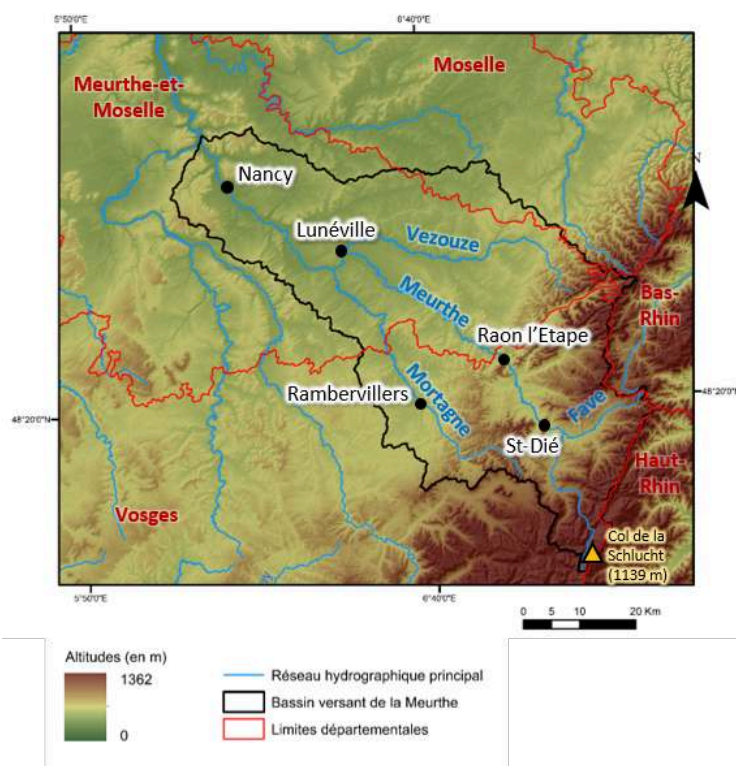 5°50'0"E
6°40'0"E
Moselle
Meurthe-et-
Moselle
N
Nancy
Lunéville
Vezouze
Meurthe
Bas-
Rhin
Raon l'Etape
Rambervillers
Mortagne
Fave
48°20'0"N
48°20'0"N
St-Dié
Haut-
Rhin
Vosges
Col de la
Schlucht
(1139 m)
5°50'0"E
6°40'0"E
0 5 10 20 Km
Altitudes (en m)
1362
0
Réseau hydrographique principal
Bassin versant de la Meurthe
Limites départementales